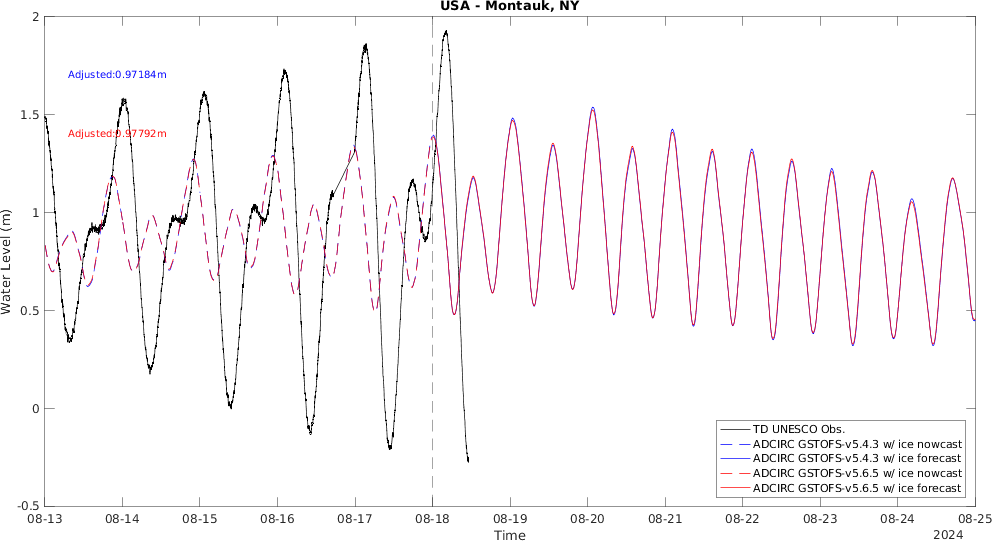 USA - Montauk, NY
Water Level (m)
2
1.5
1
0.5
0
-0.5
Adjusted:0.97184m
Adjusted:0.97792m
TD UNESCO Obs.
ADCIRC GSTOFS-v5.4.3 w/ ice nowcast
ADCIRC GSTOFS-v5.4.3 w/ ice forecast
ADCIRC GSTOFS-v5.6.5 w/ ice nowcast
ADCIRC GSTOFS-v5.6.5 w/ ice forecast
08-13 08-14 08-15 08-16 08-17 08-18 08-19 08-20 08-21 08-22 08-23 08-24 08-25
Time
2024